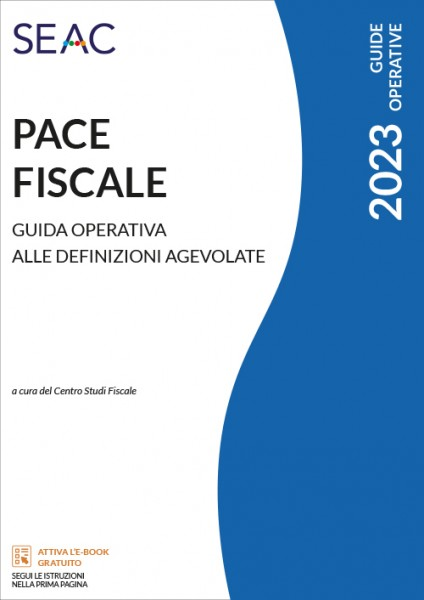 SEAC
GUIDE
OPERATIVE
2023
PACE
FISCALE
GUIDA OPERATIVA
ALLE DEFINIZIONI AGEVOLATE
a cura del Centro Studi Fiscale
ATTIVA L'E-BOOK
GRATUITO
SEGUI LE ISTRUZIONI
NELLA PRIMA PAGINA